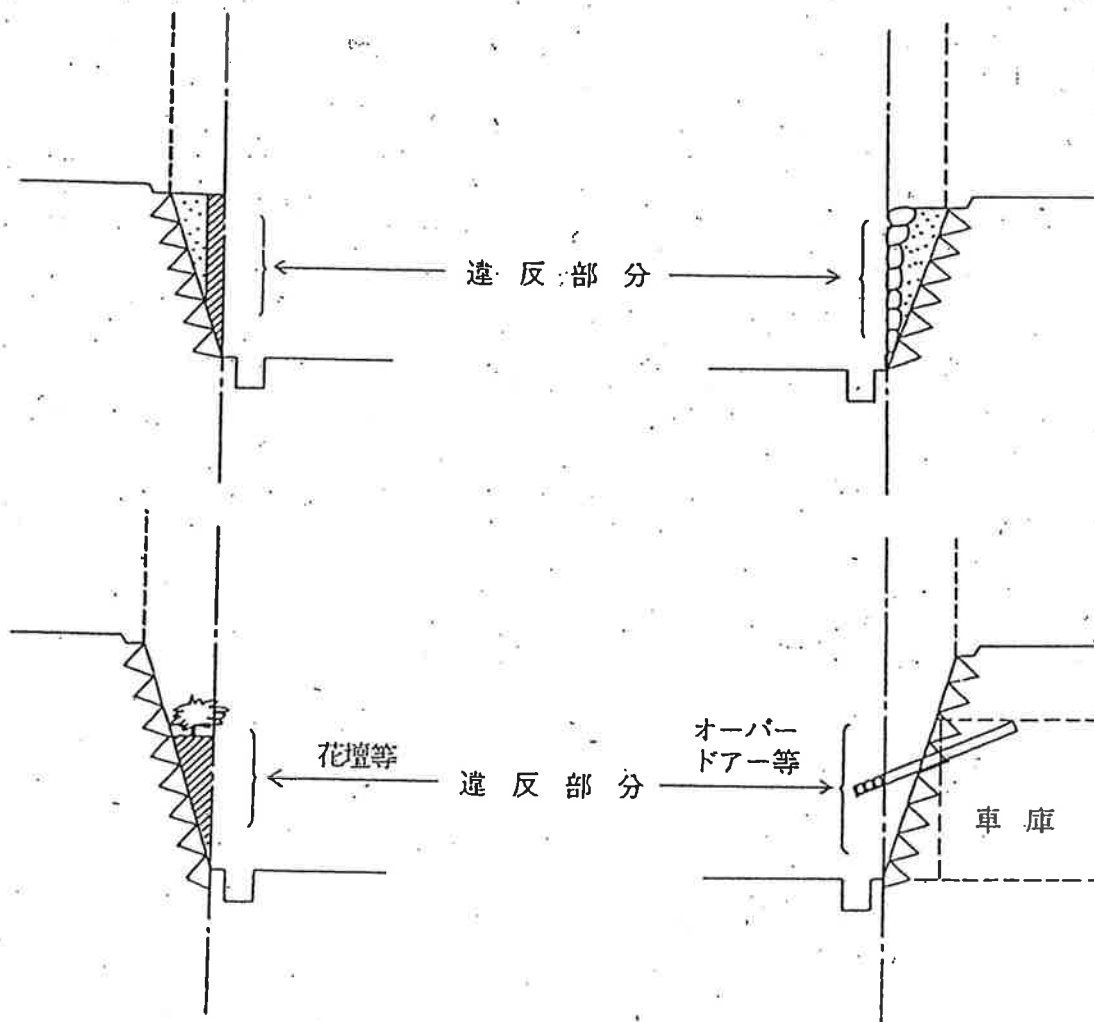 違反部分
花壇等
オーバー
ドアー等
違反部分
車庫